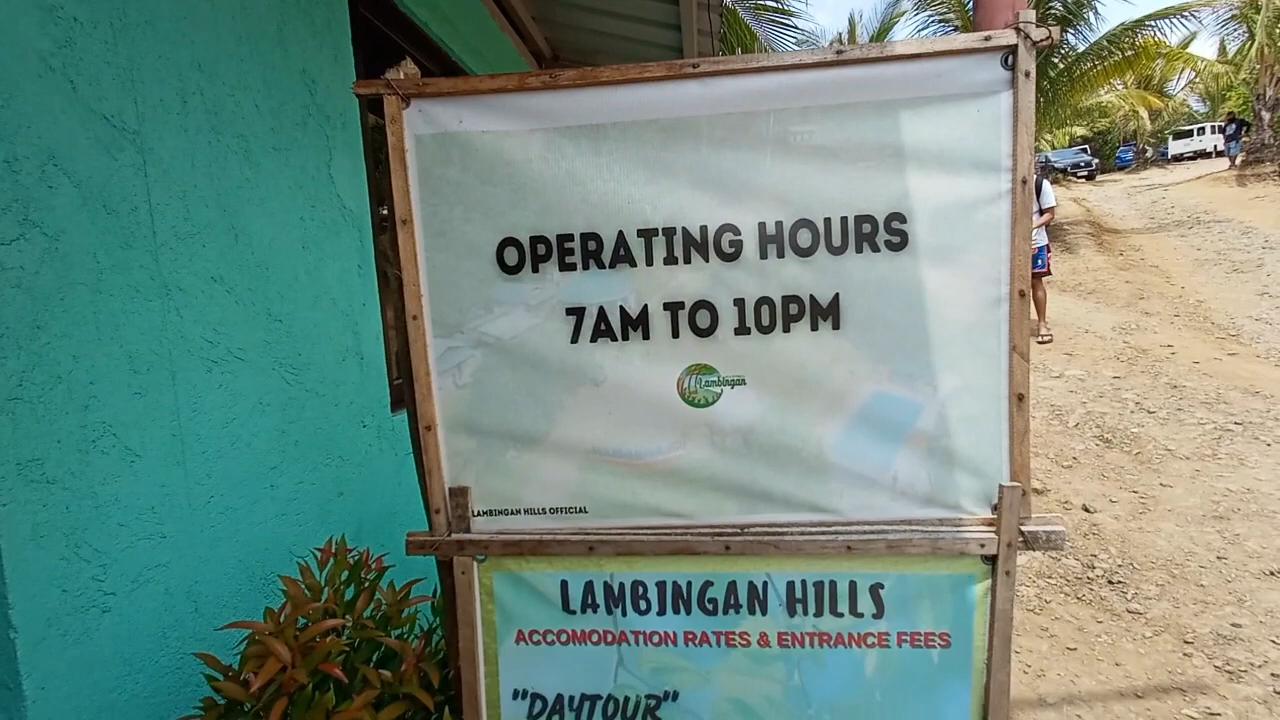 OPERATING HOURS
7AM TO 10PM
Lambingan
LAMBINGAN HILLS OFFICIAL
LAMBINGAN HILLS
ACCOMODATION RATES & ENTRANCE FEES
"DAYTOUR"